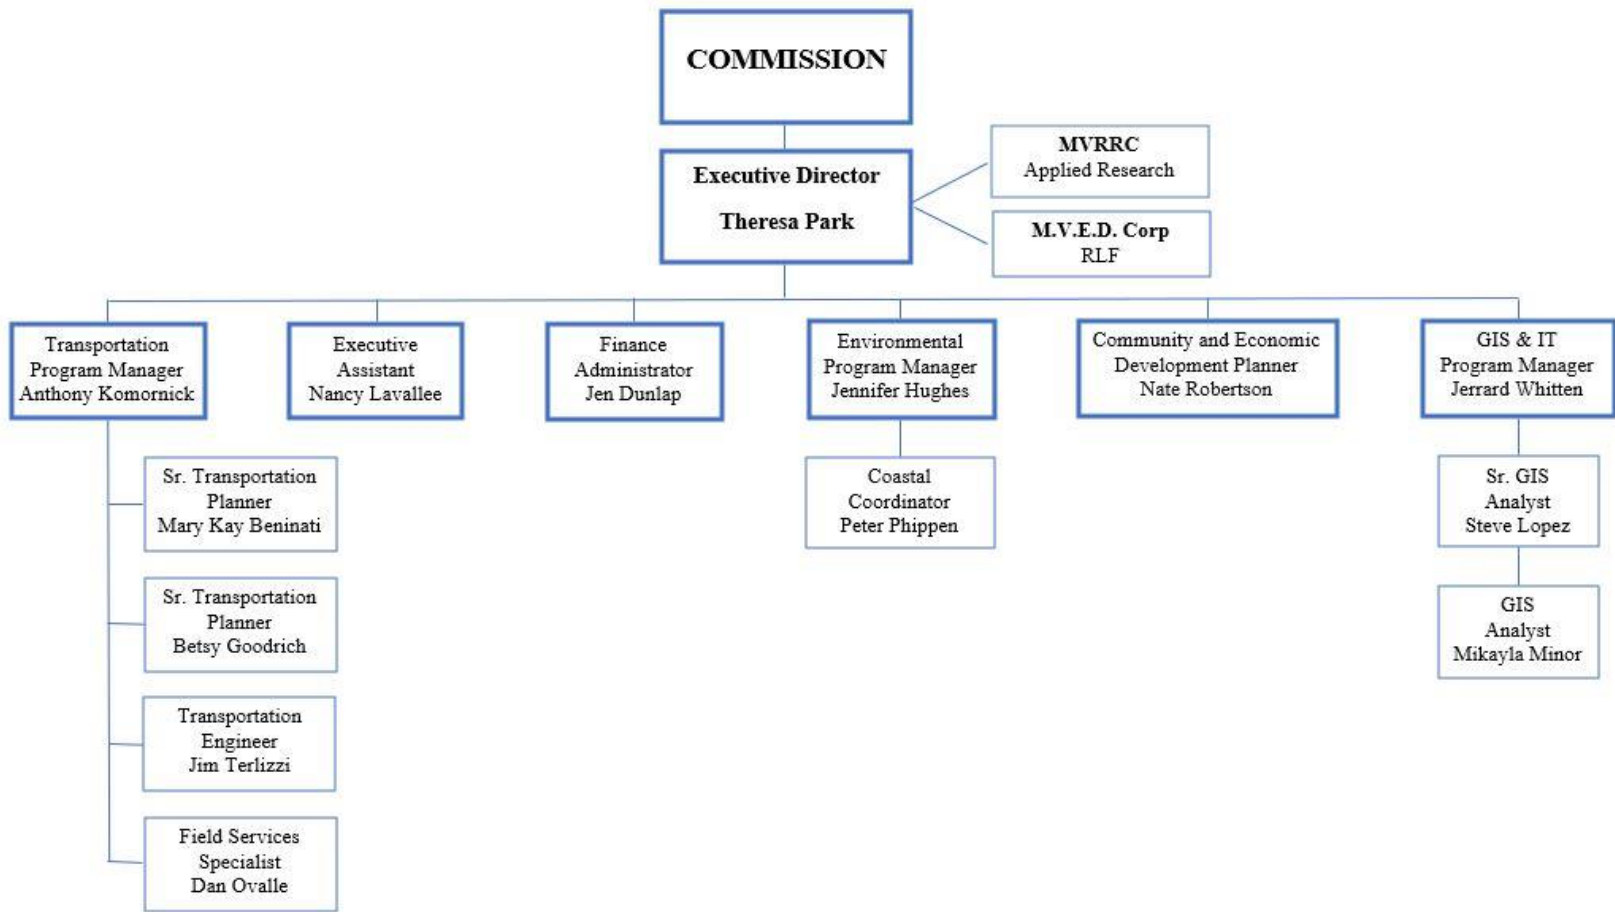 COMMISSION
Executive Director
Theresa Park
MVRRC
Applied Research
M.V.E.D. Corp
RLF
Transportation
Program Manager
Anthony Komornick
Executive
Assistant
Nancy Lavallee
Finance
Administrator
Jen Dunlap
Environmental
Program Manager
Jennifer Hughes
Community and Economic
Development Planner
Nate Robertson
GIS & IT
Program Manager
Jerrard Whitten
Sr. Transportation
Planner
Mary Kay Beninati
Sr. Transportation
Planner
Betsy Goodrich
Transportation
Engineer
Jim Terlizzi
Field Services
Specialist
Dan Ovalle
Coastal
Coordinator
Peter Phippen
Sr. GIS
Analyst
Steve Lopez
GIS
Analyst
Mikayla Minor